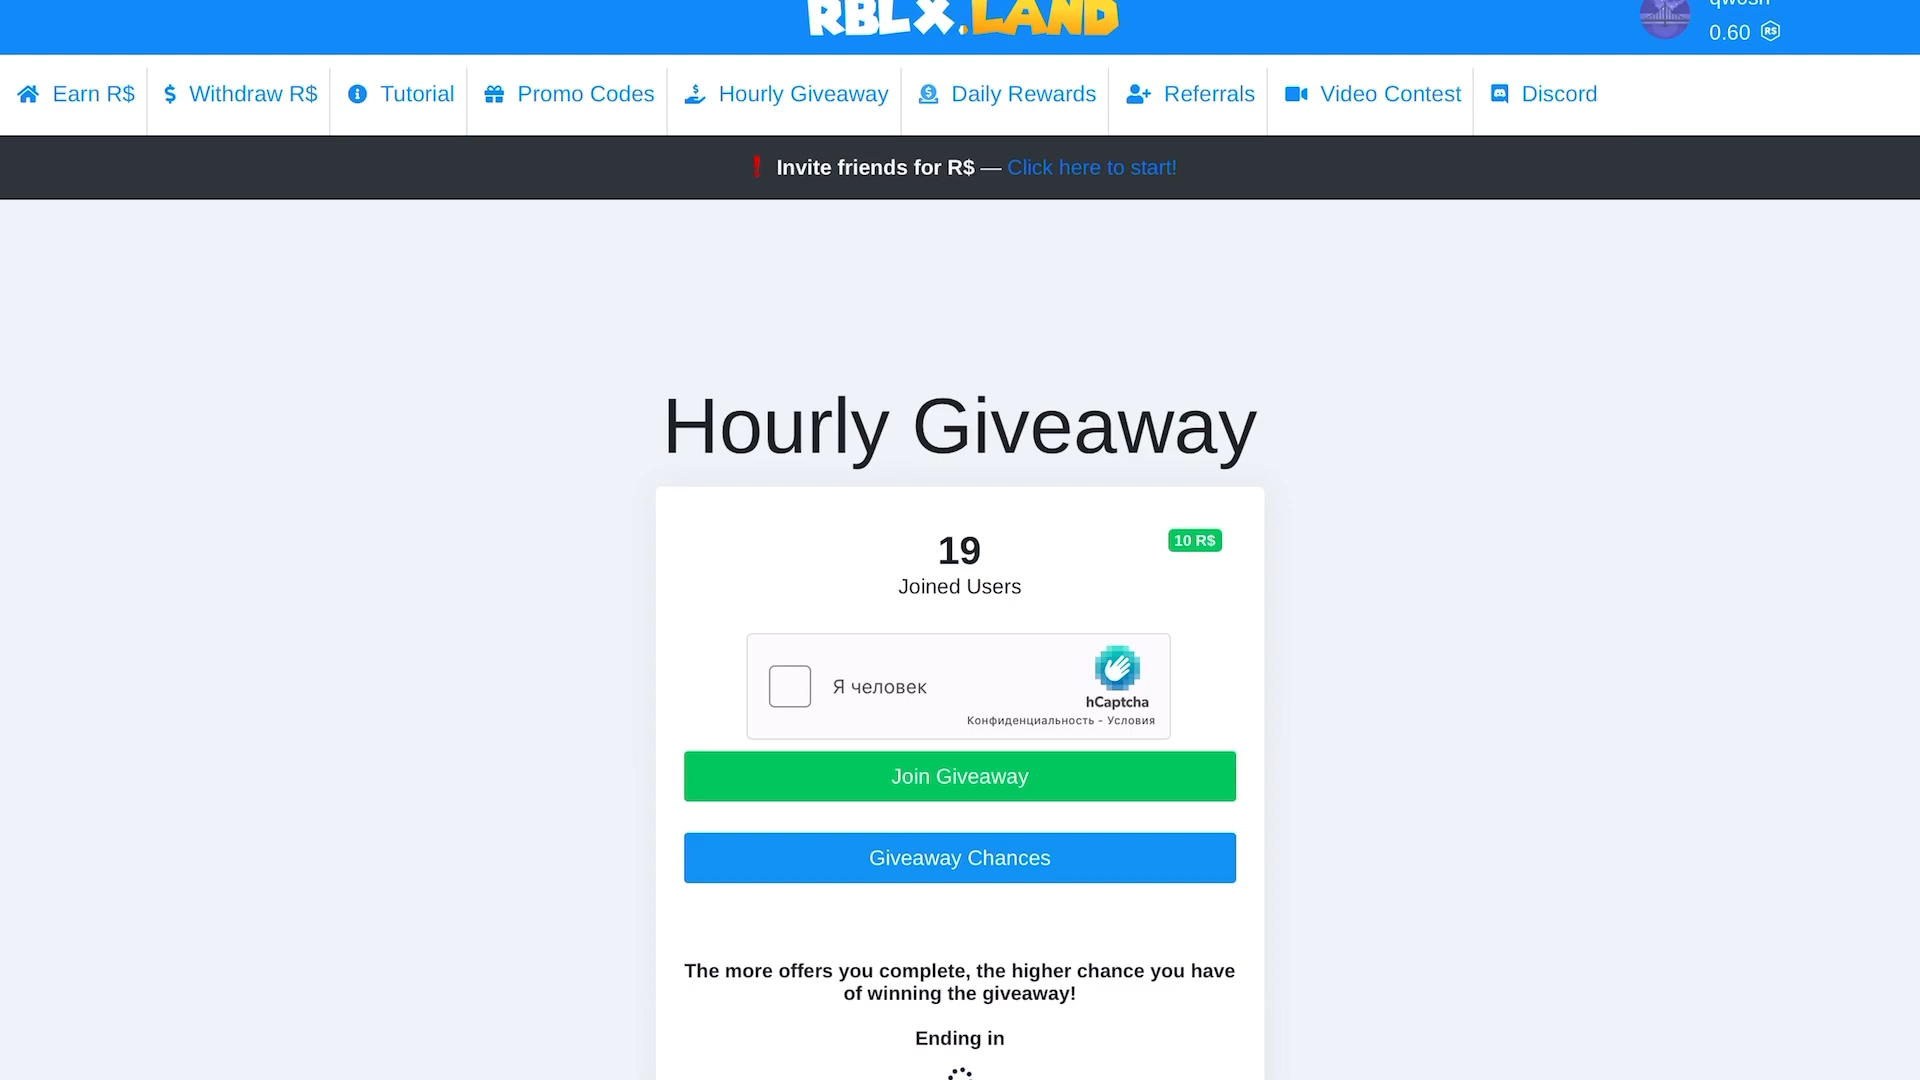 RBLX.LAND
qwosh
0.60
Earn R$
Withdraw R$
Tutorial
Promo Codes
Hourly Giveaway
Daily Rewards
Referrals
Video Contest
Discord
❗ Invite friends for R$ — Click here to start!
Hourly Giveaway
10 R$
19
Joined Users
Я человек
hCaptcha
Конфиденциальность - Условия
Join Giveaway
Giveaway Chances
The more offers you complete, the higher chance you have
of winning the giveaway!
Ending in